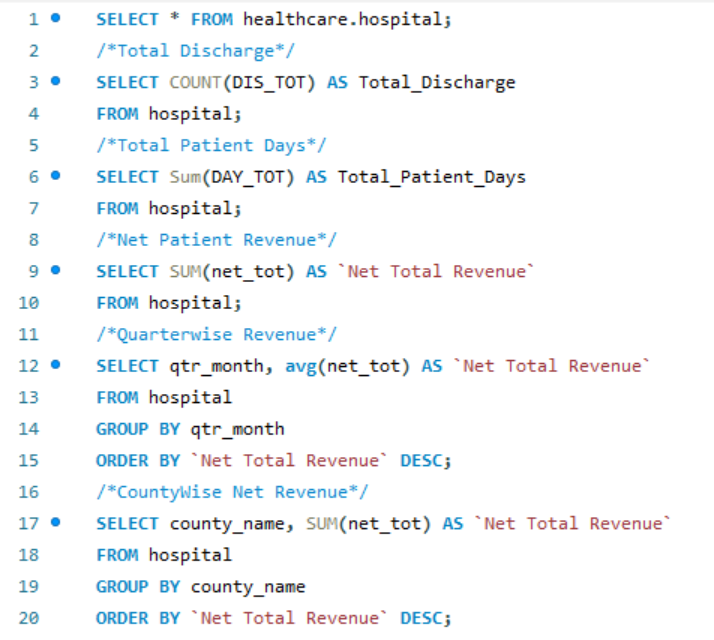 1 SELECT * FROM healthcare.hospital;
2 /*Total Discharge*/
3 SELECT COUNT(DIS_TOT) AS Total_Discharge
4 FROM hospital;
5 /*Total Patient Days*/
6 SELECT Sum(DAY_TOT) AS Total_Patient_Days
7 FROM hospital;
8 /*Net Patient Revenue*/
9 SELECT SUM(net_tot) AS `Net Total Revenue`
10 FROM hospital;
11 /*Quarterwise Revenue*/
12 SELECT qtr_month, avg(net_tot) AS `Net Total Revenue`
13 FROM hospital
14 GROUP BY qtr_month
15 ORDER BY `Net Total Revenue` DESC;
16 /*CountyWise Net Revenue*/
17 SELECT county_name, SUM(net_tot) AS `Net Total Revenue`
18 FROM hospital
19 GROUP BY county_name
20 ORDER BY `Net Total Revenue` DESC;